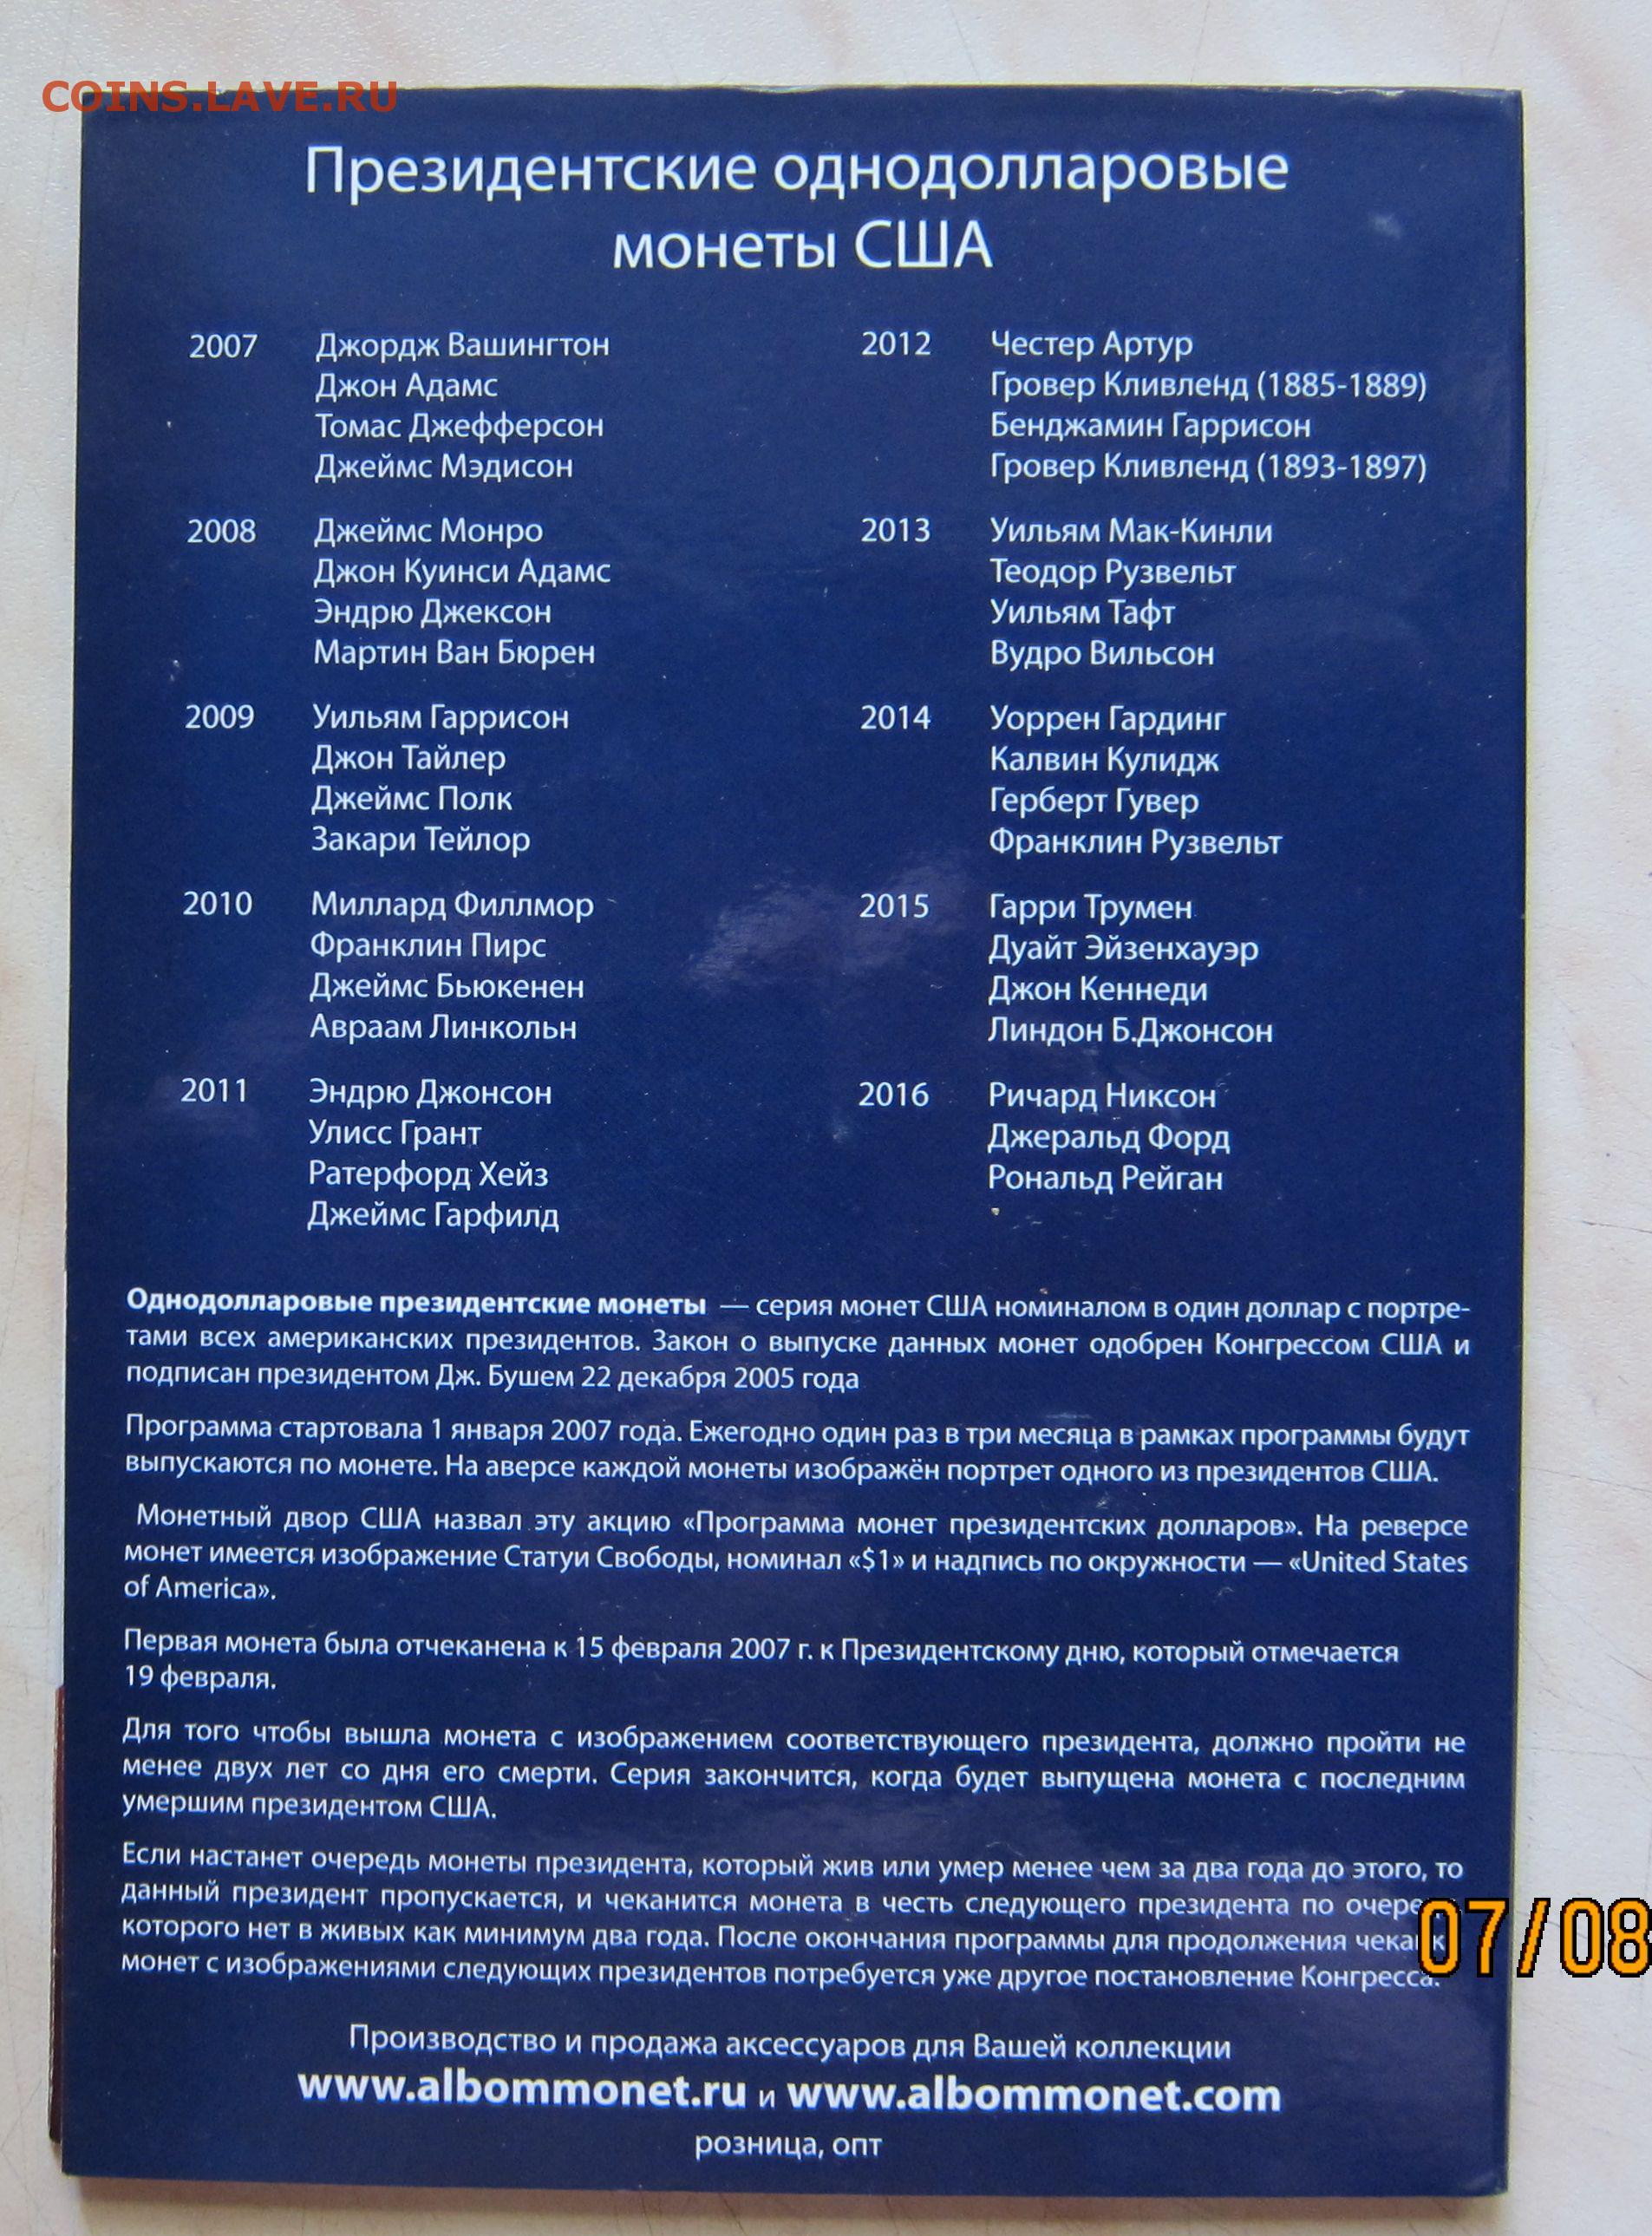 COINS.LAVE.RU
Президентские однодолларовые
монеты США
2007 Джордж Вашингтон
Джон Адамс
Томас Джефферсон
Джеймс Мэдисон
2008 Джеймс Монро
Джон Куинси Адамс
Эндрю Джексон
Мартин Ван Бюрен
2009 Уильям Гаррисон
Джон Тайлер
Джеймс Полк
Закари Тейлор
2010 Миллард Филлмор
Франклин Пирс
Джеймс Бьюкенен
Авраам Линкольн
2011 Эндрю Джонсон
Улисс Грант
Ратерфорд Хейз
Джеймс Гарфилд
2012 Честер Артур
Гровер Кливленд (1885-1889)
Бенджамин Гаррисон
Гровер Кливленд (1893-1897)
2013 Уильям Мак-Кинли
Теодор Рузвельт
Уильям Тафт
Вудро Вильсон
2014 Уоррен Гардинг
Калвин Кулидж
Герберт Гувер
Франклин Рузвельт
2015 Гарри Трумен
Дуайт Эйзенхауэр
Джон Кеннеди
Линдон Б.Джонсон
2016 Ричард Никсон
Джеральд Форд
Рональд Рейган
Однодолларовые президентские монеты — серия монет США номиналом в один доллар с портре-
тами всех американских президентов. Закон о выпуске данных монет одобрен Конгрессом США и
подписан президентом Дж. Бушем 22 декабря 2005 года
Программа стартовала 1 января 2007 года. Ежегодно один раз в три месяца в рамках программы будут
выпускаются по монете. На аверсе каждой монеты изображён портрет одного из президентов США.
Монетный двор США назвал эту акцию «Программа монет президентских долларов». На реверсе
монет имеется изображение Статуи Свободы, номинал «$1» и надпись по окружности — «United States
of America».
Первая монета была отчеканена к 15 февраля 2007 г. к Президентскому дню, который отмечается
19 февраля.
Для того чтобы вышла монета с изображением соответствующего президента, должно пройти не
менее двух лет со дня его смерти. Серия закончится, когда будет выпущена монета с последним
умершим президентом США.
Если настанет очередь монеты президента, который жив или умер менее чем за два года до этого, то
данный президент пропускается, и чеканится монета в честь следующего президента по
которого нет в живых как минимум два года. После окончания программы для продолжения
монет с изображениями следующих президентов потребуется уже другое постановление Конгресса.
07/08
Производство и продажа аксессуаров для Вашей коллекции
www.albommonet.ru и www.albommonet.com
розница, опт